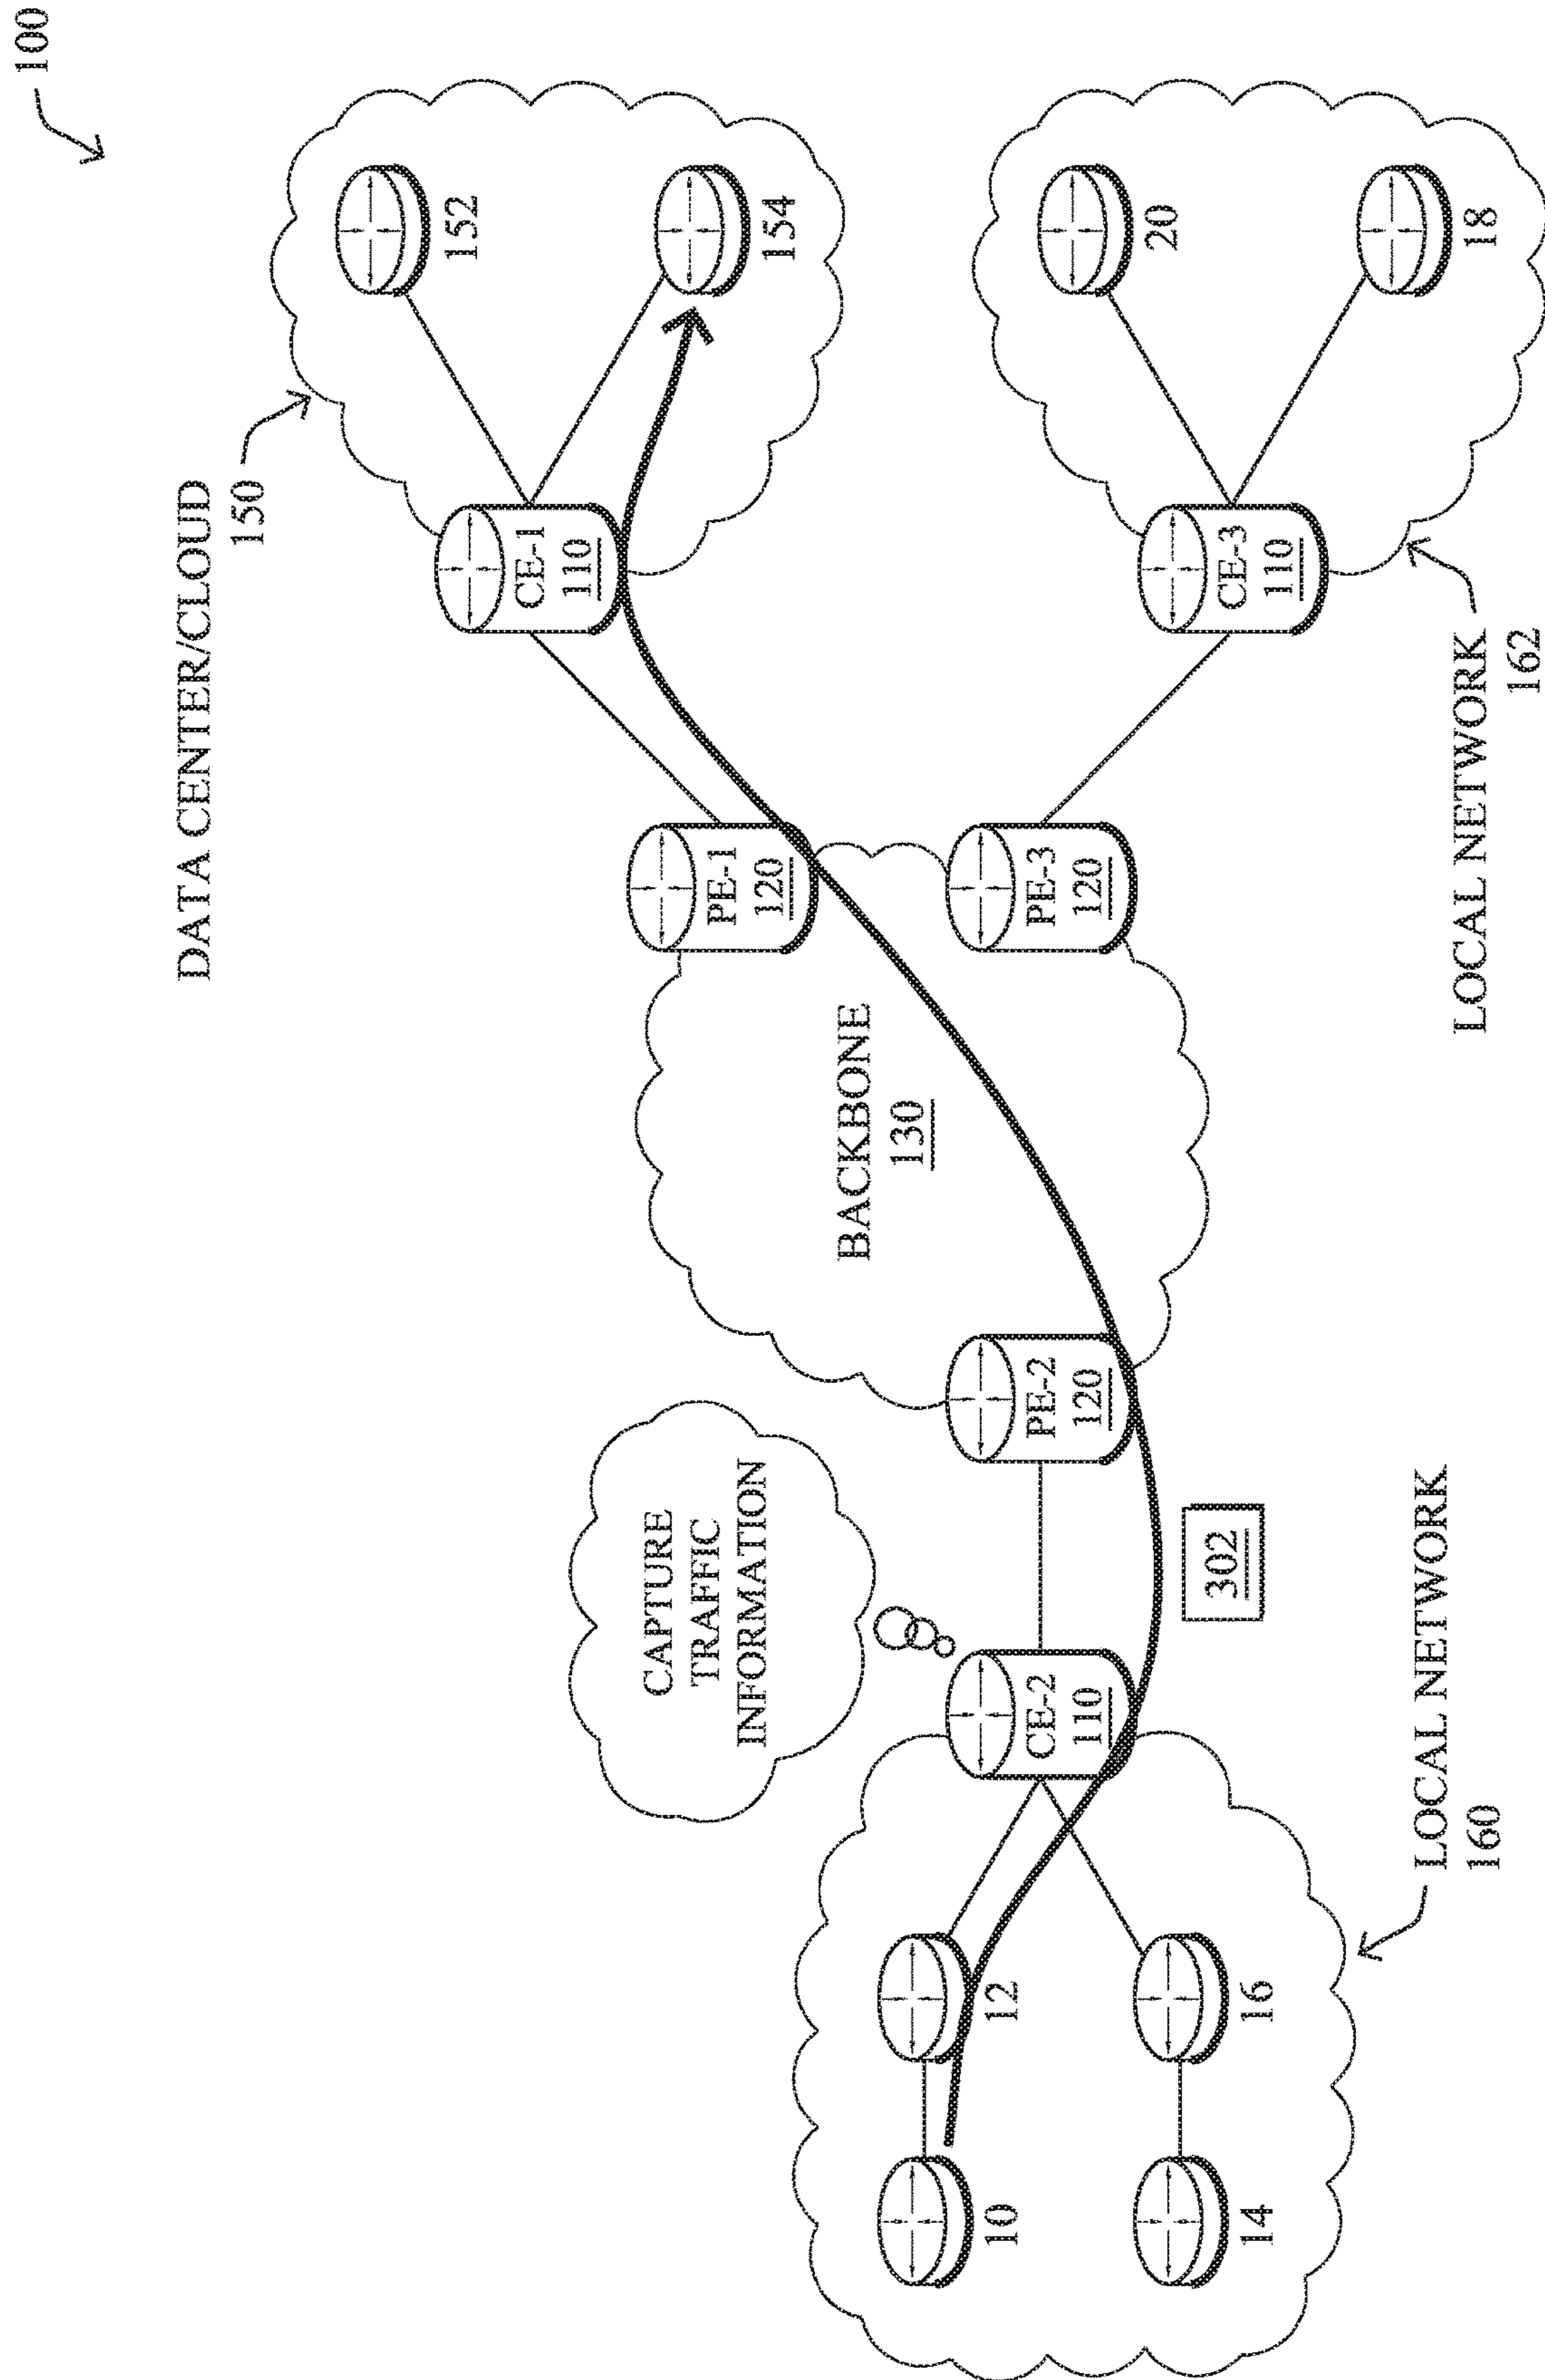 100
DATA CENTER/CLOUD
150
152
154
CE-1
110
PE-1
120
BACKBONE
130
PE-3
120
CE-3
110
20
18
LOCAL NETWORK
162
CAPTURE
TRAFFIC
INFORMATION
PE-2
120
302
CE-2
110
12
10
16
14
LOCAL NETWORK
160